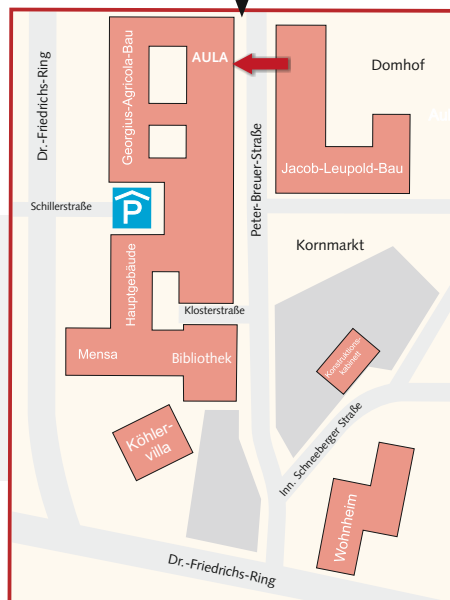 Dr.-Friedrichs-Ring
Georgius-Agricola-Bau
AULA
Domhof
Jacob-Leupold-Bau
Peter-Breuer-Straße
Schillerstraße
P
Kornmarkt
Hauptgebäude
Klosterstraße
Mensa
Bibliothek
Konstruktions-
kabinett
Köhler-
villa
Inn. Schneeberger Straße
Wohnheim
Dr.-Friedrichs-Ring